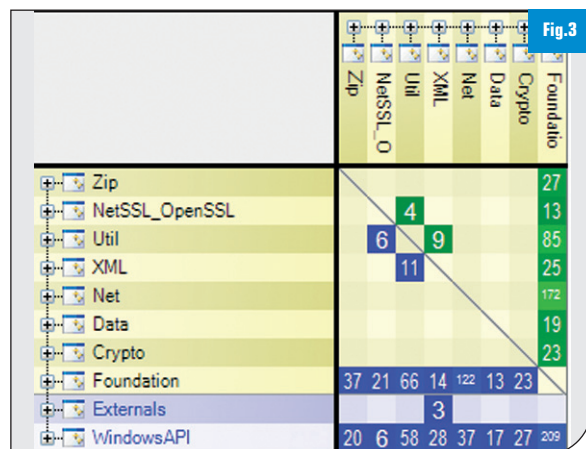 Fig.3
Zip NetSSL_O Util XML Net Data Crypto Foundatio
Zip 27
NetSSL_OpenSSL 4 13
Util 6 9 85
XML 11 25
Net 172
Data 19
Crypto 23
Foundation 37 21 66 14 122 13 23
Externals 3
WindowsAPI 20 6 58 28 37 17 27 209